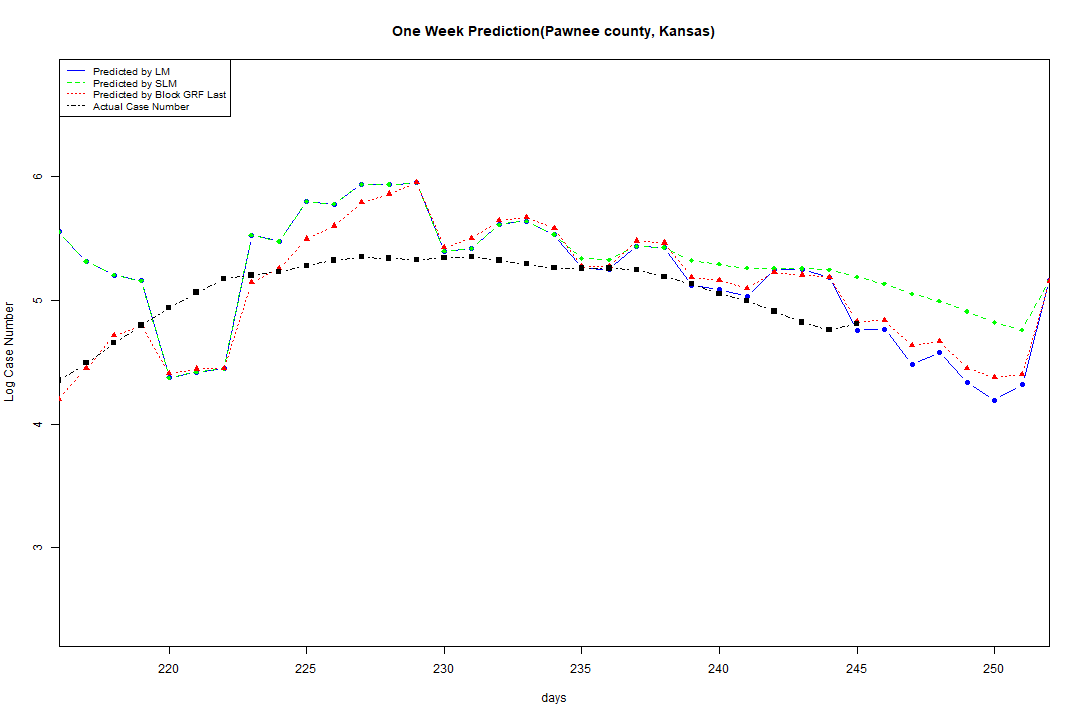 One Week Prediction(Pawnee county, Kansas)
Predicted by LM
Predicted by SLM
Predicted by Block GRF Last
Actual Case Number
6
5
4
3
Log Case Number
220 225 230 235 240 245 250
days